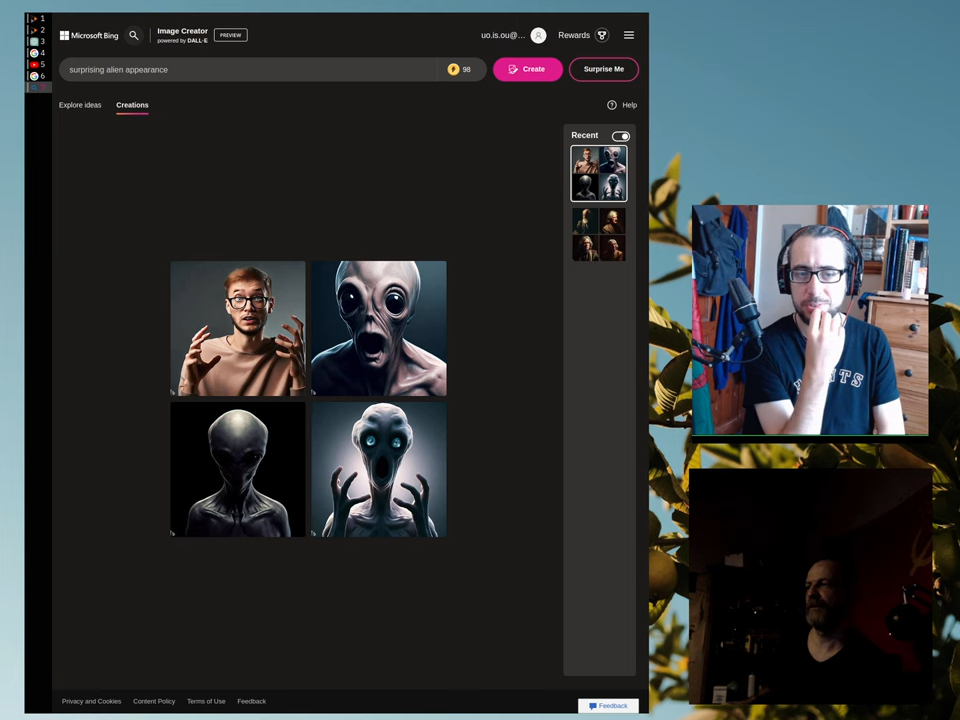 1
2
3
4
5
6
Microsoft Bing
Image Creator
powered by DALL·E
PREVIEW
uo.is.ou@...
Rewards
surprising alien appearance
98
Create
Surprise Me
Explore ideas
Creations
Help
Recent
Privacy and Cookies
Content Policy
Terms of Use
Feedback
Feedback